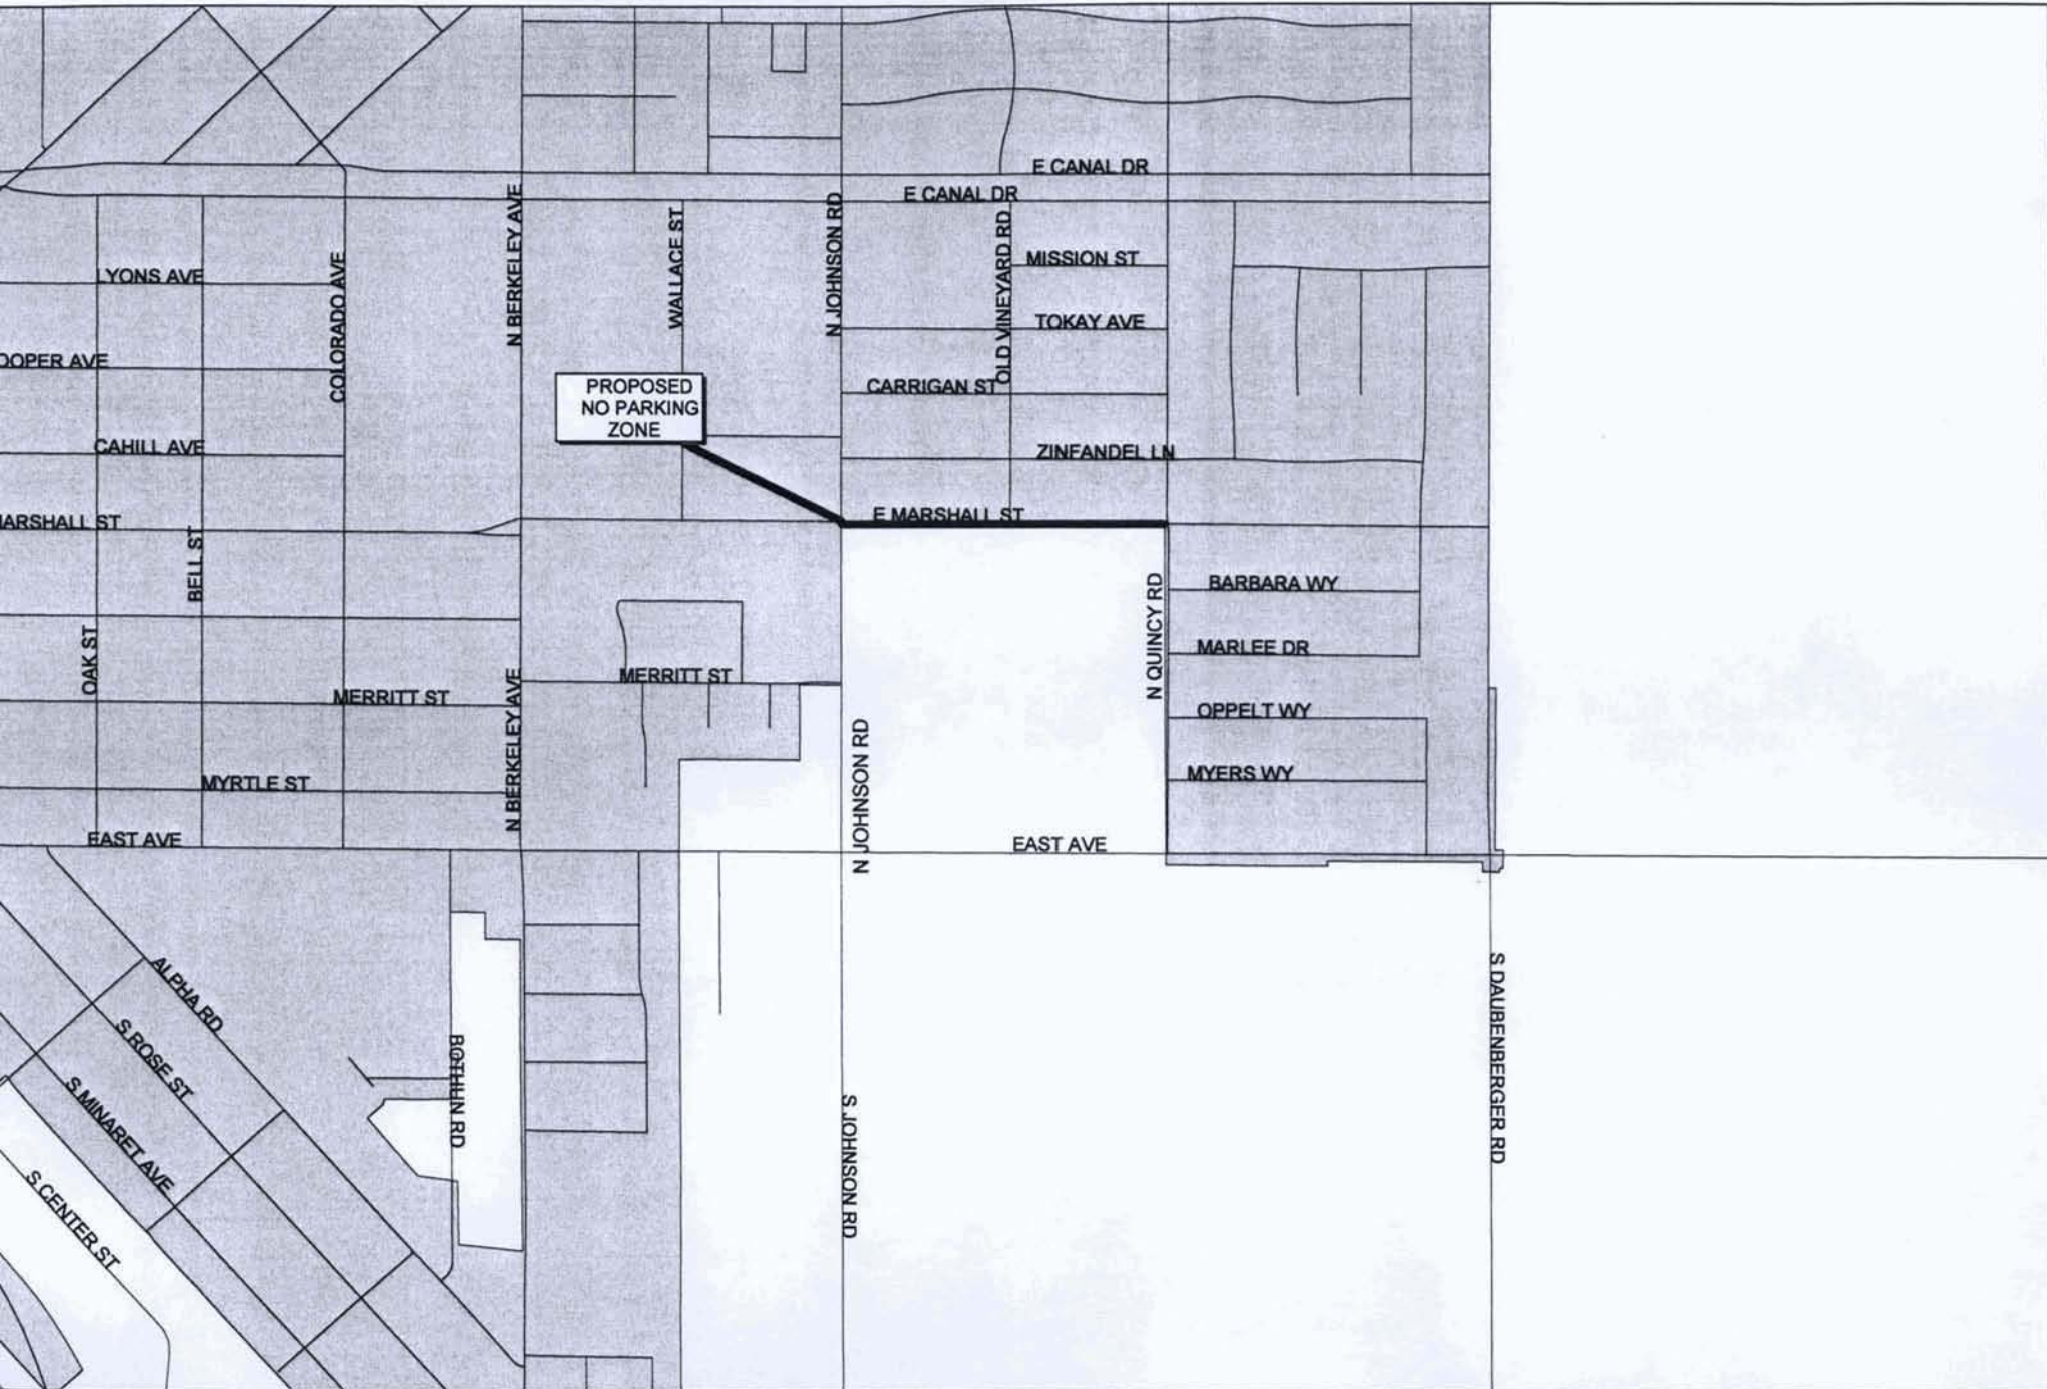 E CANAL DR
E CANAL DR
N BERKELEY AVE
WALLACE ST
N JOHNSON RD
OLD VINEYARD RD
MISSION ST
LYONS AVE
COLORADO AVE
TOKAY AVE
OOPER AVE
PROPOSED
NO PARKING
ZONE
CARRIGAN ST
CAHILL AVE
ZINFANDEL LN
ARSHALL ST
E MARSHALL ST
BELL ST
N QUINCY RD
BARBARA WY
OAK ST
MARLEE DR
MERRITT ST
MERRITT ST
N BERKELEY AVE
OPPELT WY
N JOHNSON RD
MYRTLE ST
MYERS WY
EAST AVE
EAST AVE
ALPHA RD
S ROSE ST
S MINARET AVE
S CENTER ST
BOTHHN RD
S JOHNSON RD
S DAUBENBERGER RD